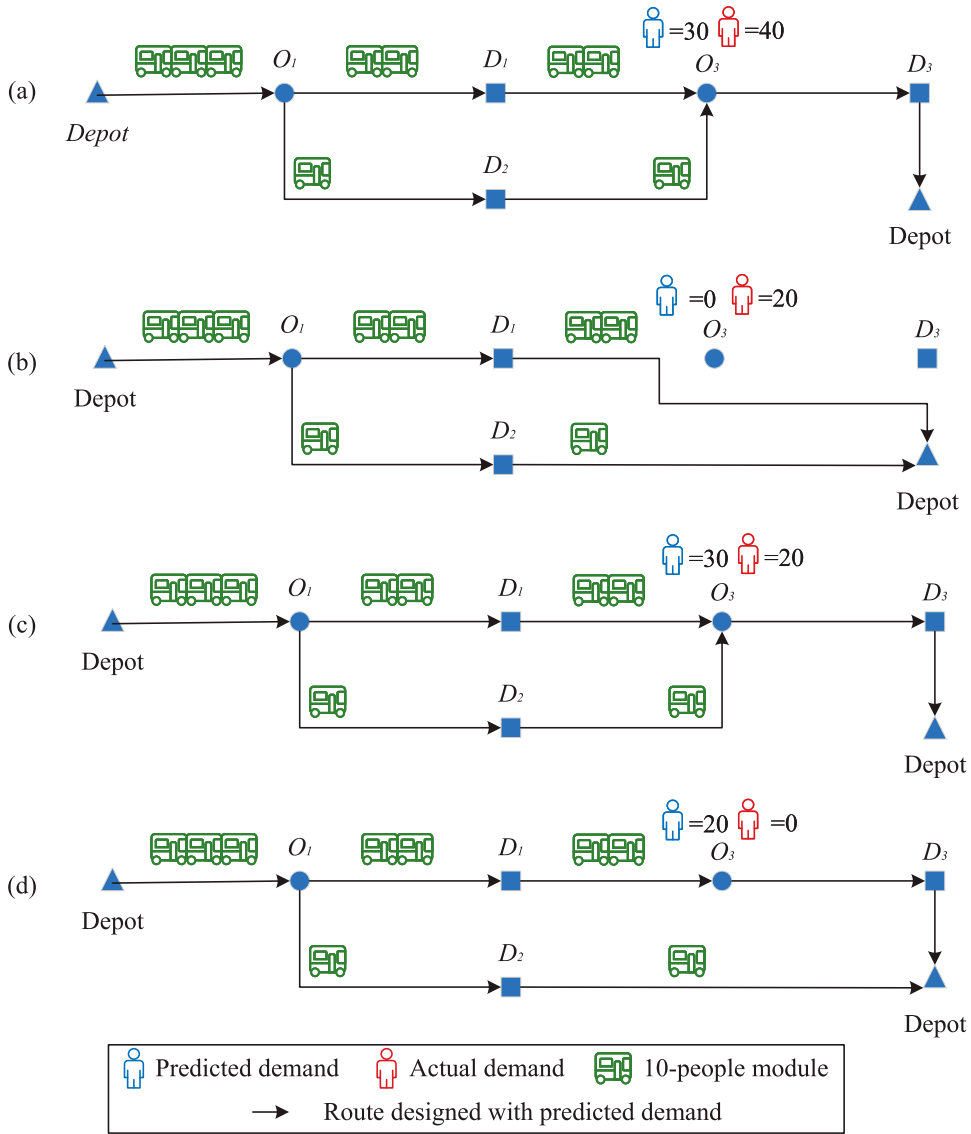 =30 =40
(a) O1 D1 O3 D3
Depot
D2
Depot
=0 =20
(b) O1 D1 O3 D3
Depot
D2
Depot
=30 =20
(c) O1 D1 O3 D3
Depot
D2
Depot
=20 =0
(d) O1 D1 O3 D3
Depot
D2
Depot
Predicted demand Actual demand 10-people module
Route designed with predicted demand